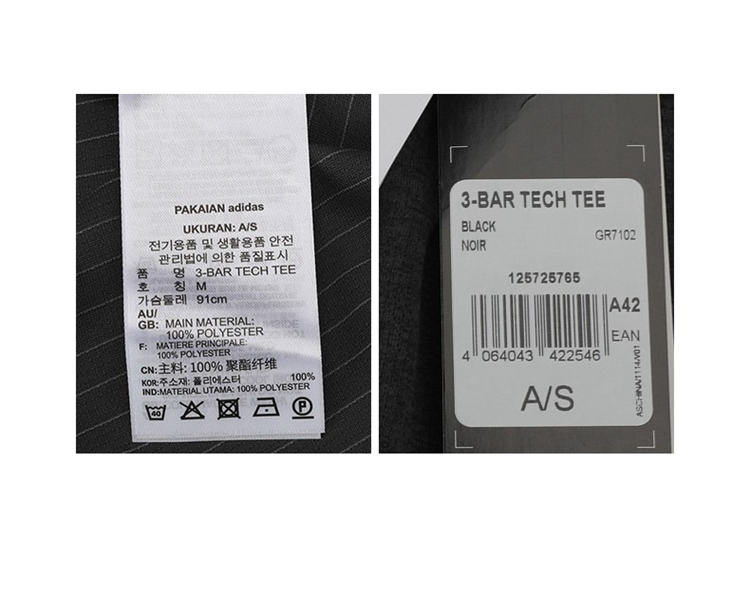 PAKAIAN adidas
UKURAN: A/S
전기용품 및 생활용품 안전
관리법에 의한 품질표시
품 명 3-BAR TECH TEE
호 칭 M
가슴둘레 91cm
AU/
GB: MAIN MATERIAL:
100% POLYESTER
F: MATIERE PRINCIPALE:
100% POLYESTER
CN: 主料: 100% 聚酯纤维
KOR: 주소재: 폴리에스터 100%
IND: MATERIAL UTAMA: 100% POLYESTER
60
P
3-BAR TECH TEE
BLACK
NOIR
GR7102
125725765
A42
EAN
4 064043 422546
A/S
ASCHINA/1114/V01